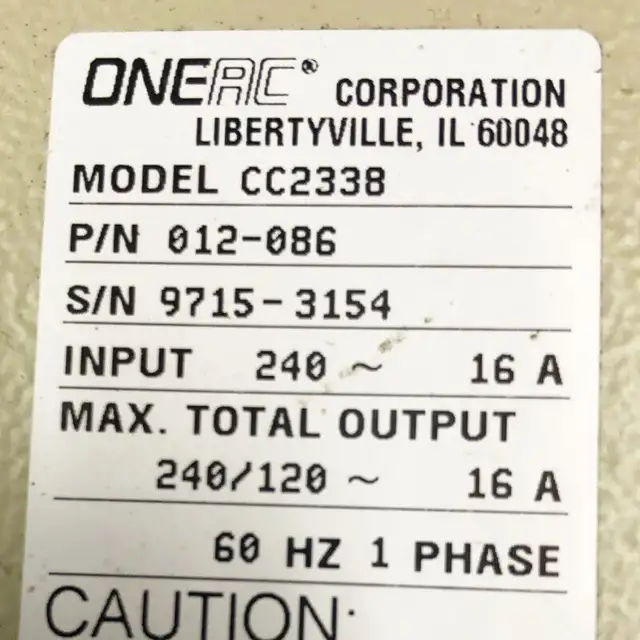 ONEAC® CORPORATION
LIBERTYVILLE, IL 60048
MODEL CC2338
P/N 012-086
S/N 9715-3154
INPUT 240 ~ 16 A
MAX. TOTAL OUTPUT
240/120 ~ 16 A
60 HZ 1 PHASE
CAUTION